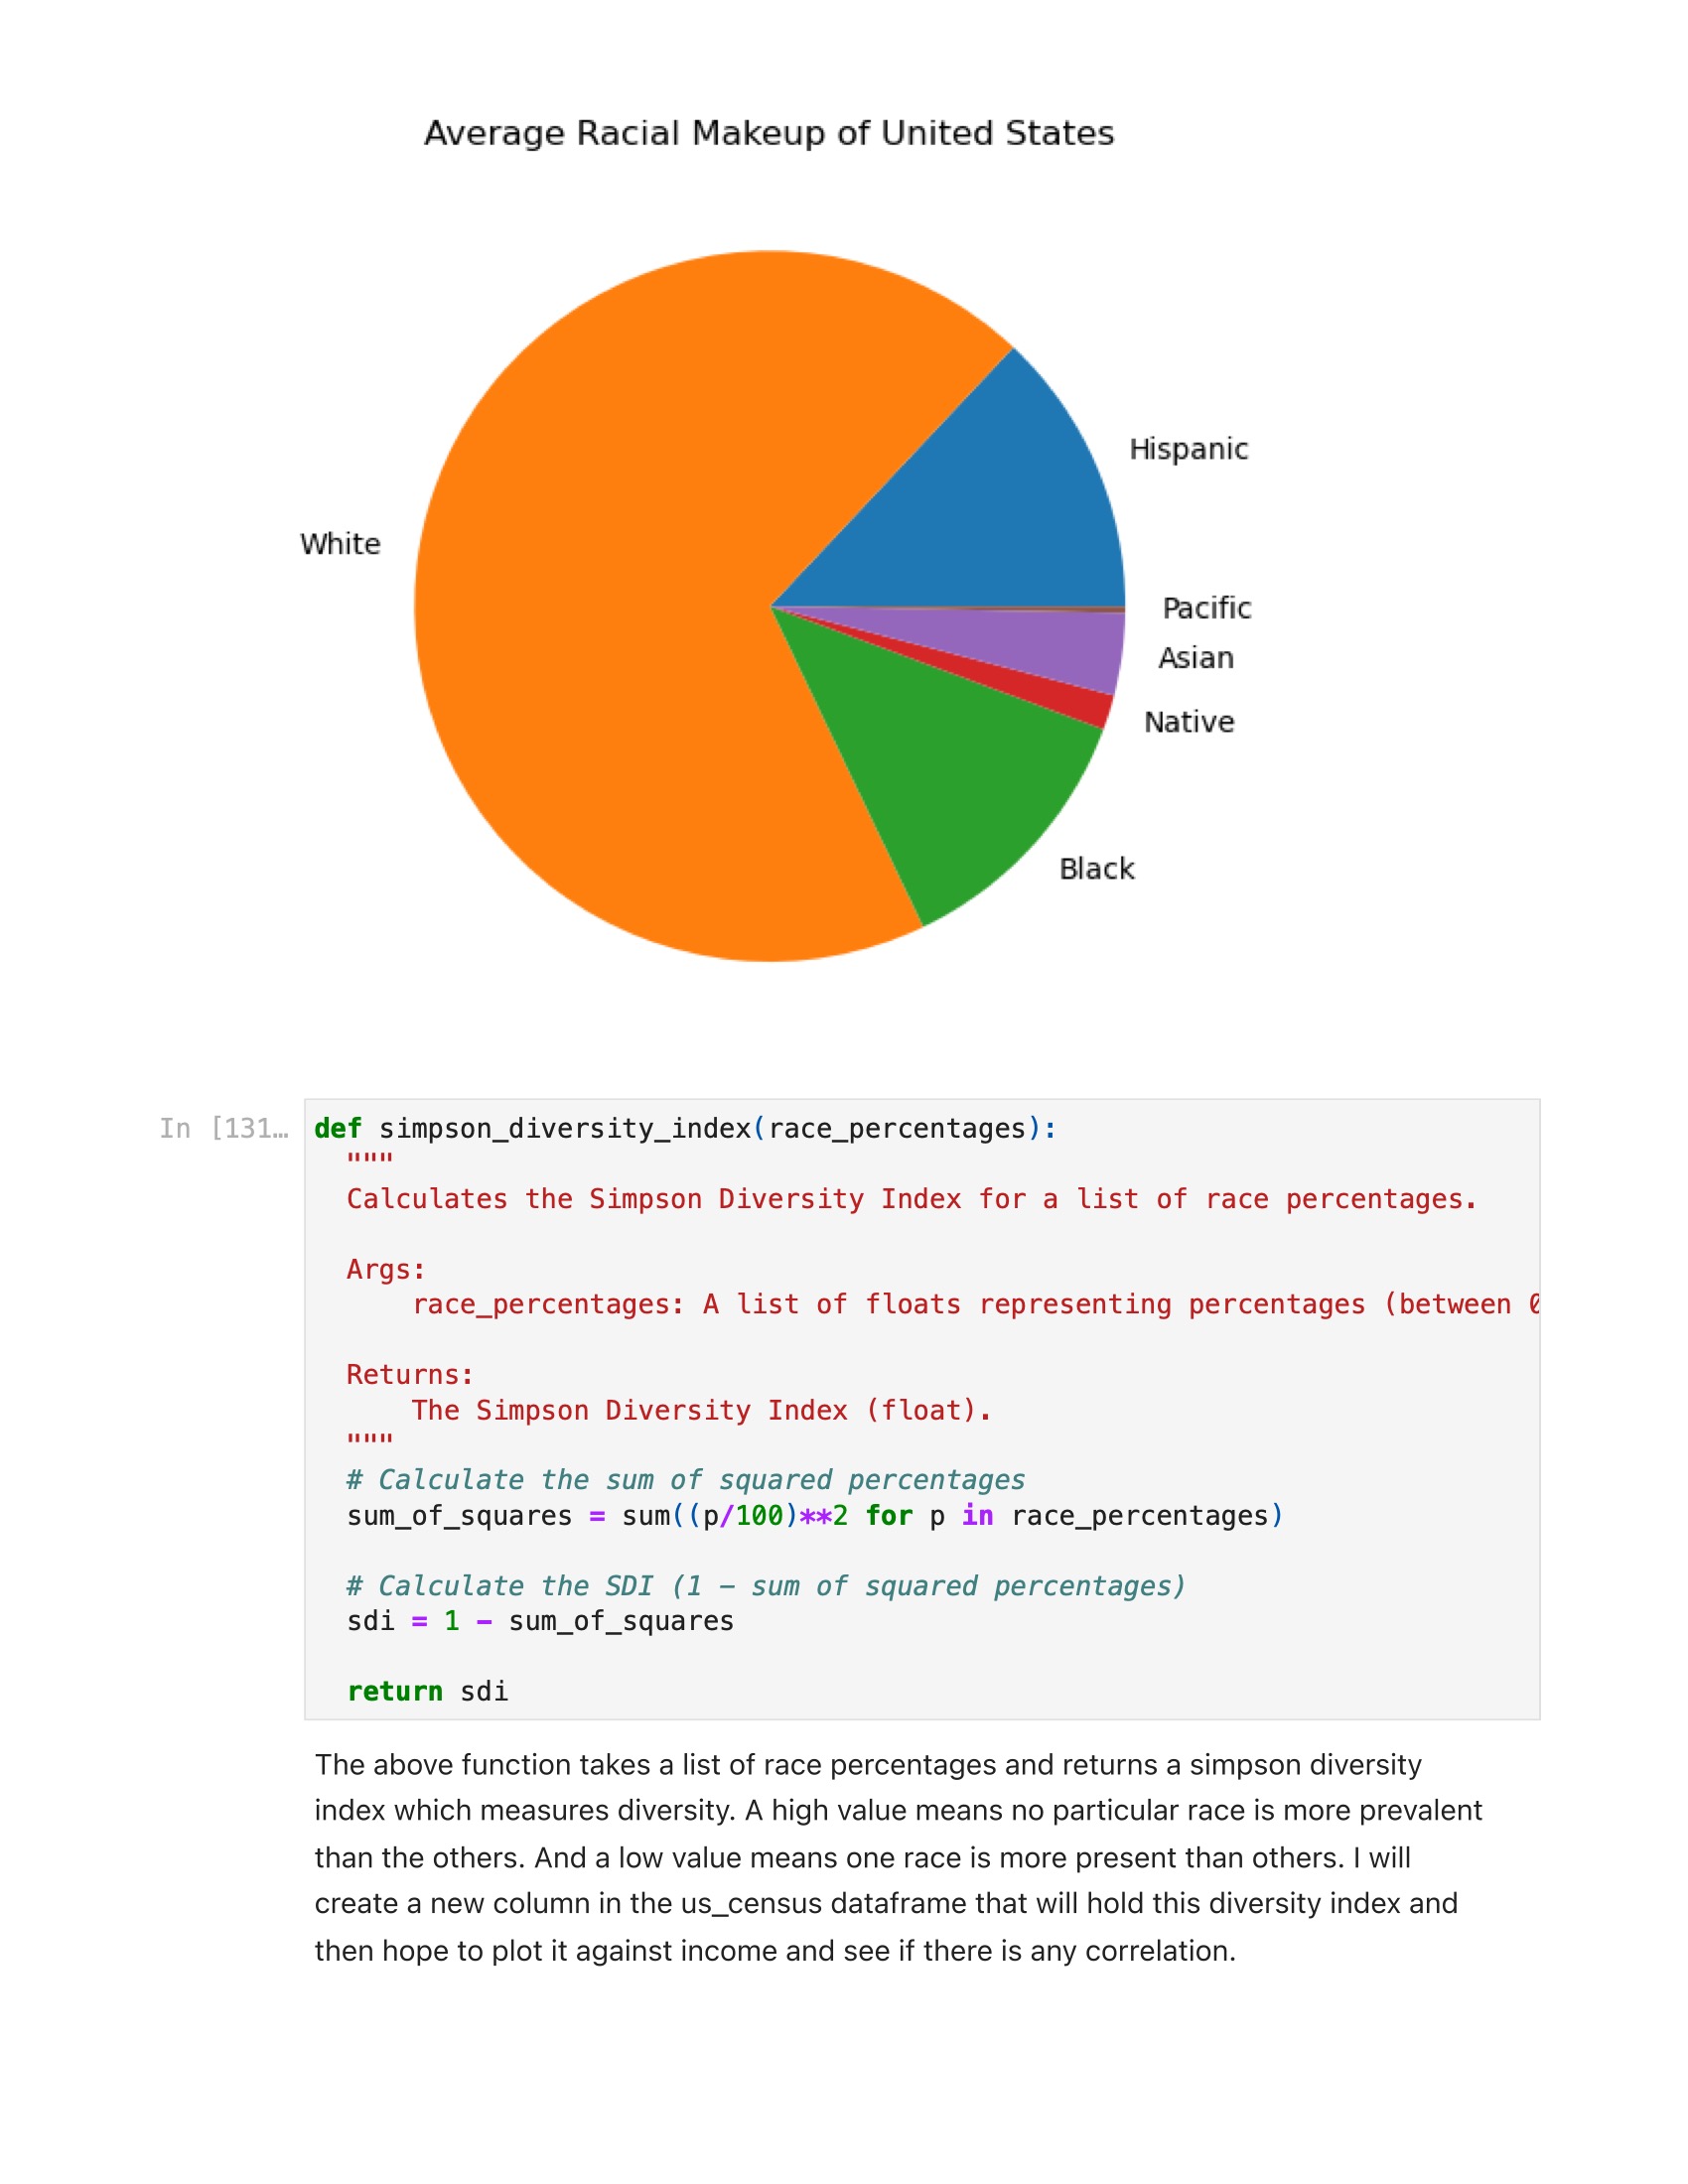 Average Racial Makeup of United States
Hispanic
White
Pacific
Asian
Native
Black
In [131…
def simpson_diversity_index(race_percentages):
"""
Calculates the Simpson Diversity Index for a list of race percentages.
Args:
race_percentages: A list of floats representing percentages (between 0
Returns:
The Simpson Diversity Index (float).
"""
# Calculate the sum of squared percentages
sum_of_squares = sum((p/100)**2 for p in race_percentages)
# Calculate the SDI (1 - sum of squared percentages)
sdi = 1 - sum_of_squares
return sdi
The above function takes a list of race percentages and returns a simpson diversity
index which measures diversity. A high value means no particular race is more prevalent
than the others. And a low value means one race is more present than others. I will
create a new column in the us_census dataframe that will hold this diversity index and
then hope to plot it against income and see if there is any correlation.